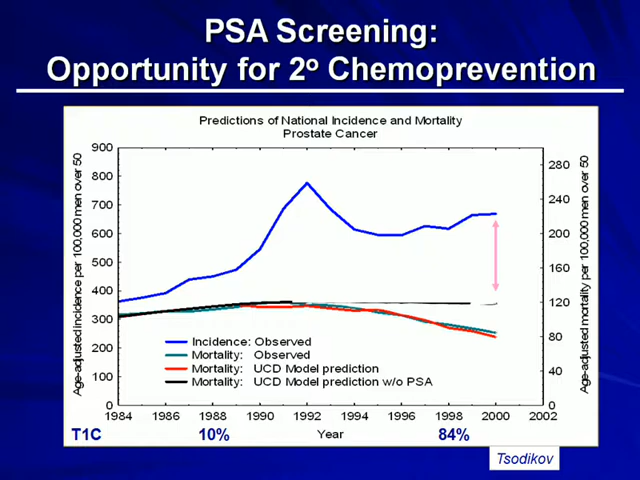 PSA Screening:
Opportunity for 2º Chemoprevention
Predictions of National Incidence and Mortality
Prostate Cancer
Age-adjusted incidence per 100,000 men over 50
900
800
700
600
500
400
300
200
100
0
280
240
200
160
120
80
40
0
Age-adjusted mortality per 100,000 men over 50
Incidence: Observed
Mortality: Observed
Mortality: UCD Model prediction
Mortality: UCD Model prediction w/o PSA
1984 1986 1988 1990 1992 1994 1996 1998 2000 2002
T1C 10% Year 84%
Tsodikov